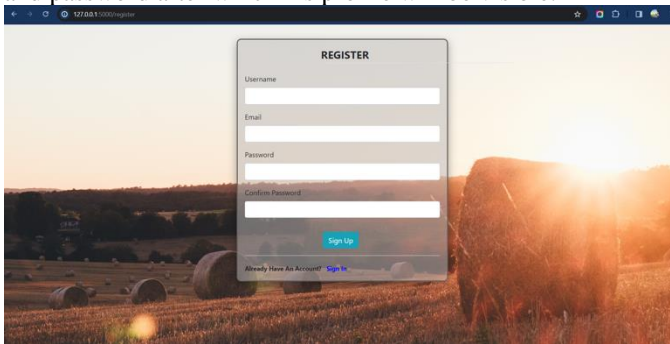 127.0.0.1:5000/register
REGISTER
Username
Email
Password
Confirm Password
Sign Up
Already Have An Account? Sign In